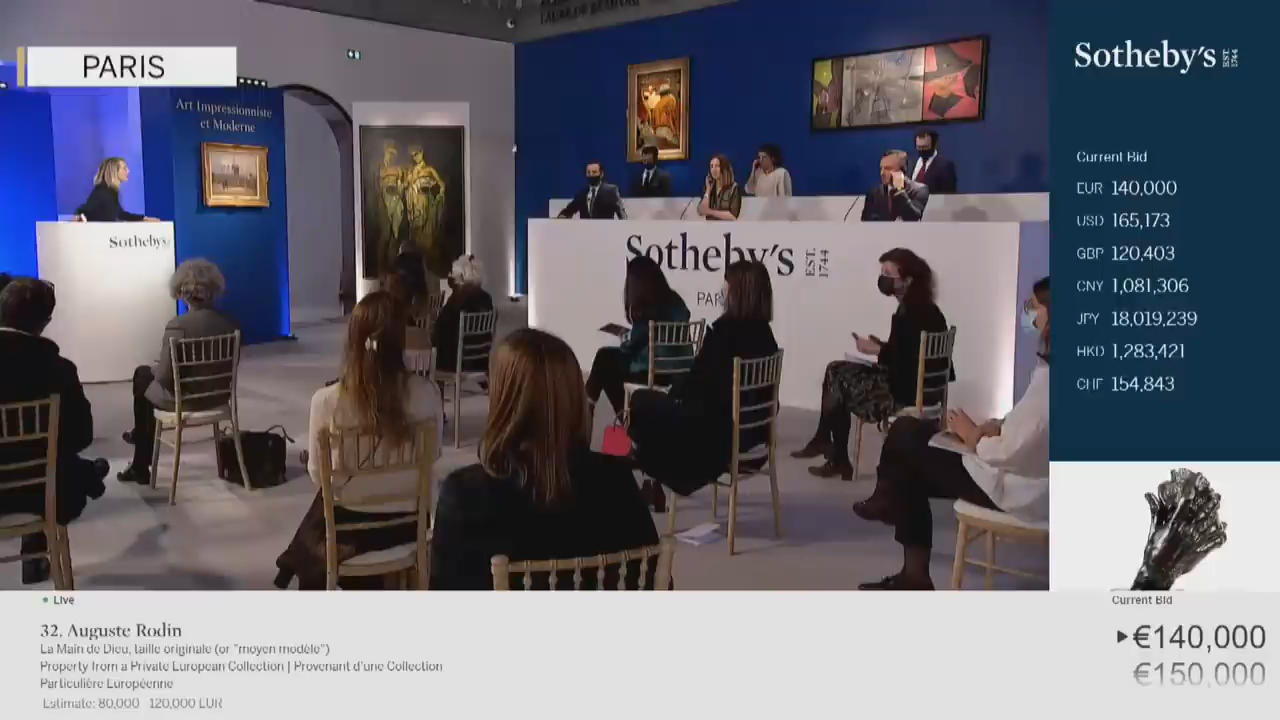 PARIS
Art Impressionniste
et Moderne
Sotheby's
Sotheby's EST. 1744
PAR
Sotheby's EST. 1744
Current Bid
EUR 140,000
USD 165,173
GBP 120,403
CNY 1,081,306
JPY 18,019,239
HKD 1,283,421
CHF 154,843
Live
32. Auguste Rodin
La Main de Dieu, taille originale (or "moyen modèle")
Property from a Private European Collection | Provenant d'une Collection
Particulière Européenne
Estimate: 80,000 120,000 EUR
Current Bid
€140,000
€150,000